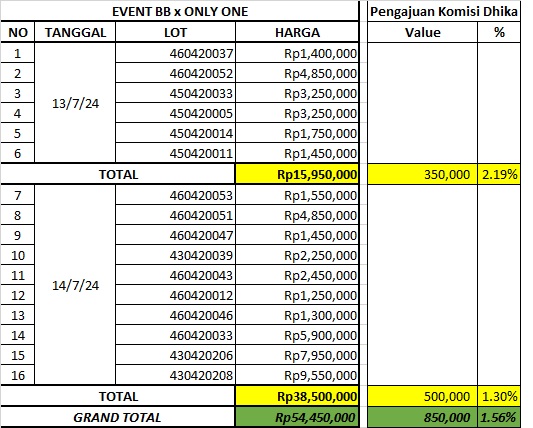 EVENT BB x ONLY ONE Pengajuan Komisi Dhika
NO TANGGAL LOT HARGA Value %
1 460420037 Rp1,400,000
2 460420052 Rp4,850,000
3 450420033 Rp3,250,000
13/7/24
4 450420005 Rp3,250,000
5 450420014 Rp1,750,000
6 450420011 Rp1,450,000
TOTAL Rp15,950,000 350,000 2.19%
7 460420053 Rp1,550,000
8 460420051 Rp4,850,000
9 460420047 Rp1,450,000
10 430420039 Rp2,250,000
11 460420043 Rp2,450,000
14/7/24
12 460420012 Rp1,250,000
13 460420046 Rp1,300,000
14 460420033 Rp5,900,000
15 430420206 Rp7,950,000
16 430420208 Rp9,550,000
TOTAL Rp38,500,000 500,000 1.30%
GRAND TOTAL Rp54,450,000 850,000 1.56%